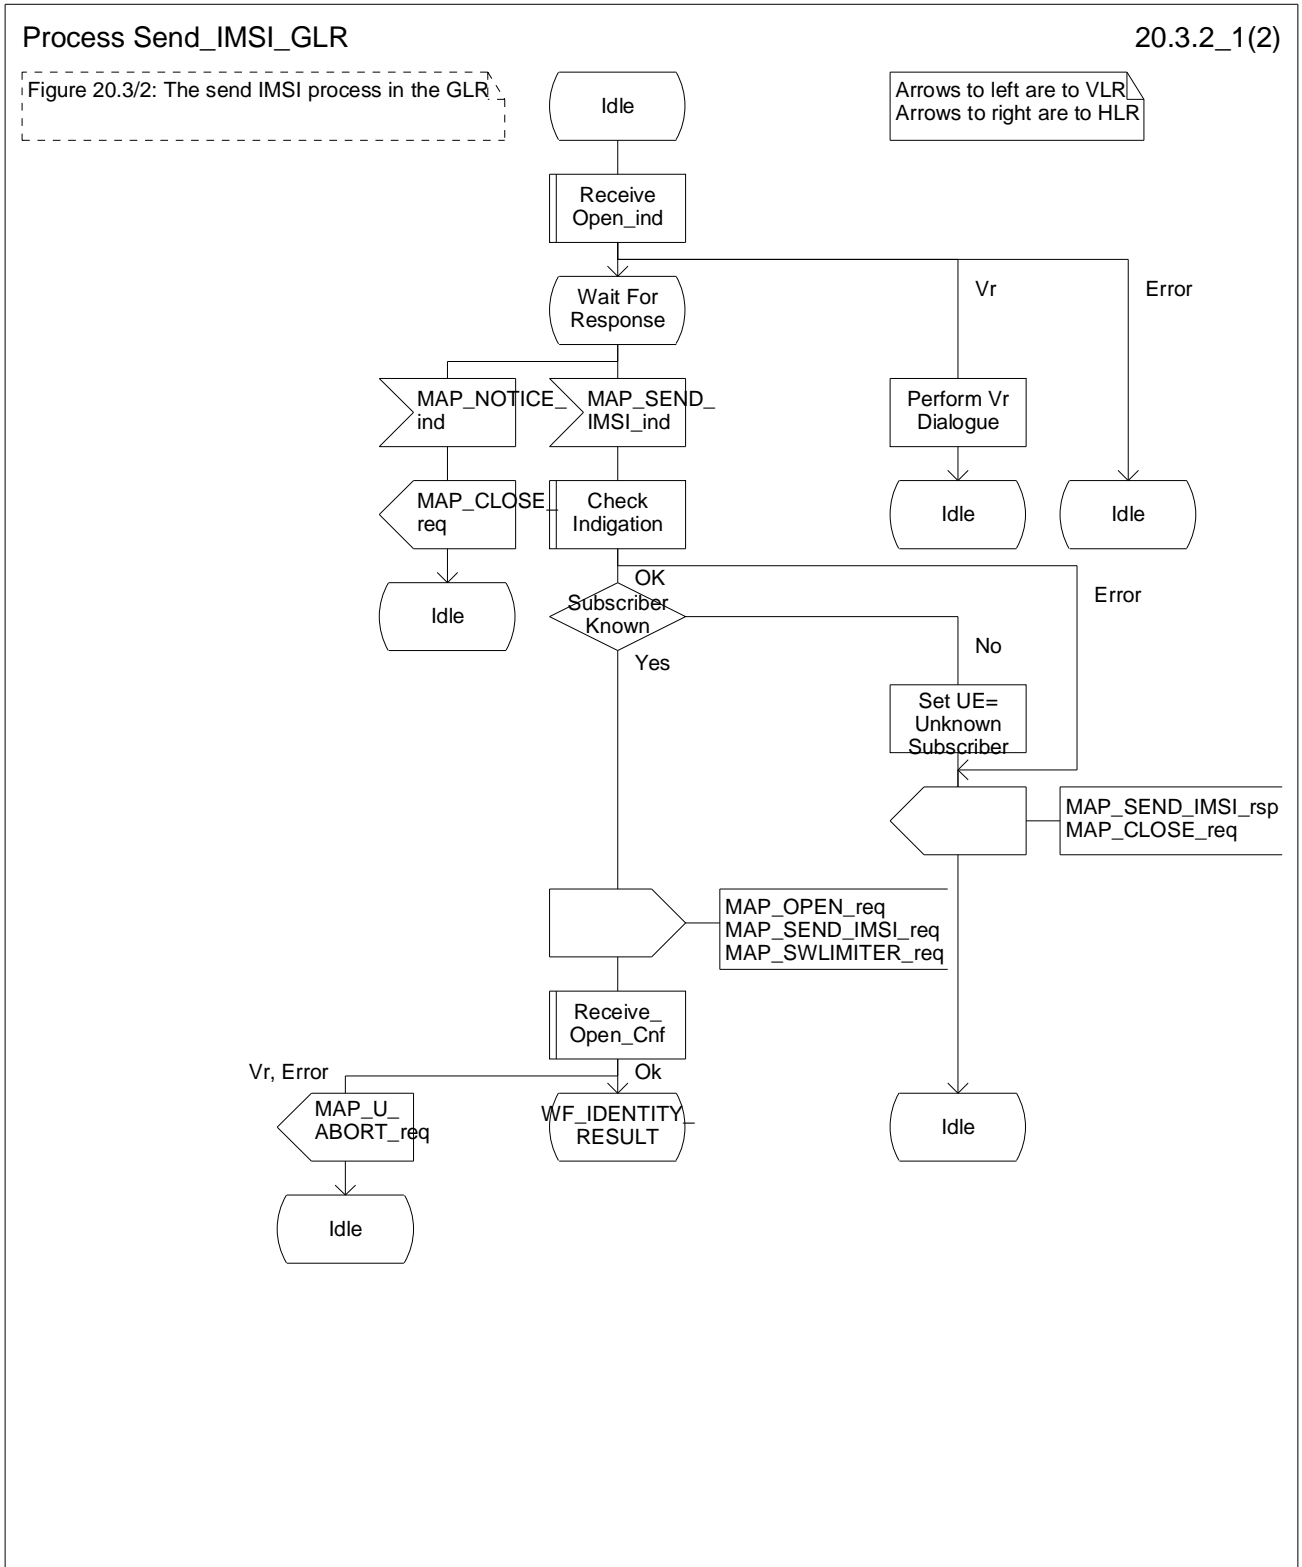 Process Send_IMSI_GLR
20.3.2_1(2)
Figure 20.3/2: The send IMSI process in the GLR
Idle
Arrows to left are to VLR
Arrows to right are to HLR
Receive
Open_ind
Wait For
Response
Vr
Error
MAP_NOTICE_
ind
MAP_SEND_
IMSI_ind
Perform Vr
Dialogue
MAP_CLOSE_
req
Check
Indigation
Idle
Idle
OK
Error
Idle
Subscriber
Known
No
Yes
Set UE=
Unknown
Subscriber
MAP_SEND_IMSI_rsp
MAP_CLOSE_req
MAP_OPEN_req
MAP_SEND_IMSI_req
MAP_SWLIMITER_req
Receive_
Open_Cnf
Vr, Error
Ok
MAP_U_
ABORT_req
WF_IDENTITY_
RESULT
Idle
Idle